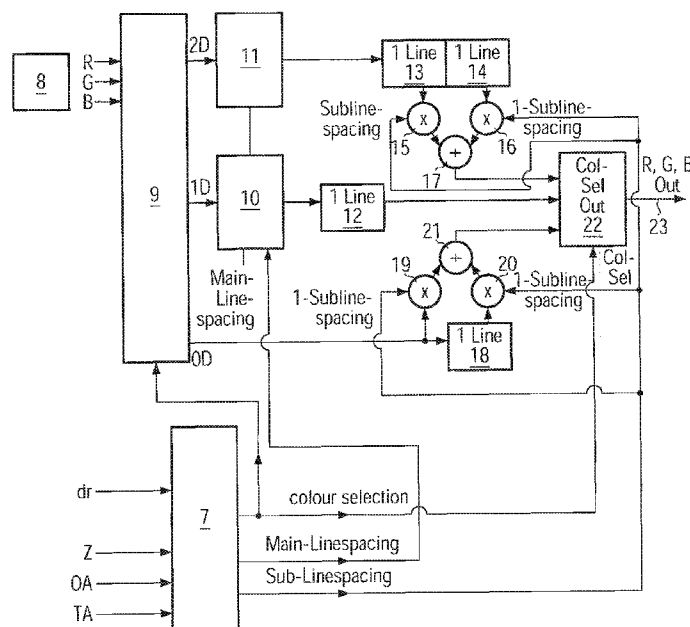 2D
11
1 Line
13
1 Line
14
8
R
G
B
Subline-
spacing
x
15
x
16
1-Subline-
spacing
+
17
9
1D
10
1 Line
12
Col-
Sel
Out
22
R, G, B
Out
23
Col-
Sel
Main-
Line-
spacing
21
+
19
x
20
x
1-Subline-
spacing
1-Subline-
spacing
0D
1 Line
18
dr
7
colour selection
Z
Main-Linespacing
OA
Sub-Linespacing
TA